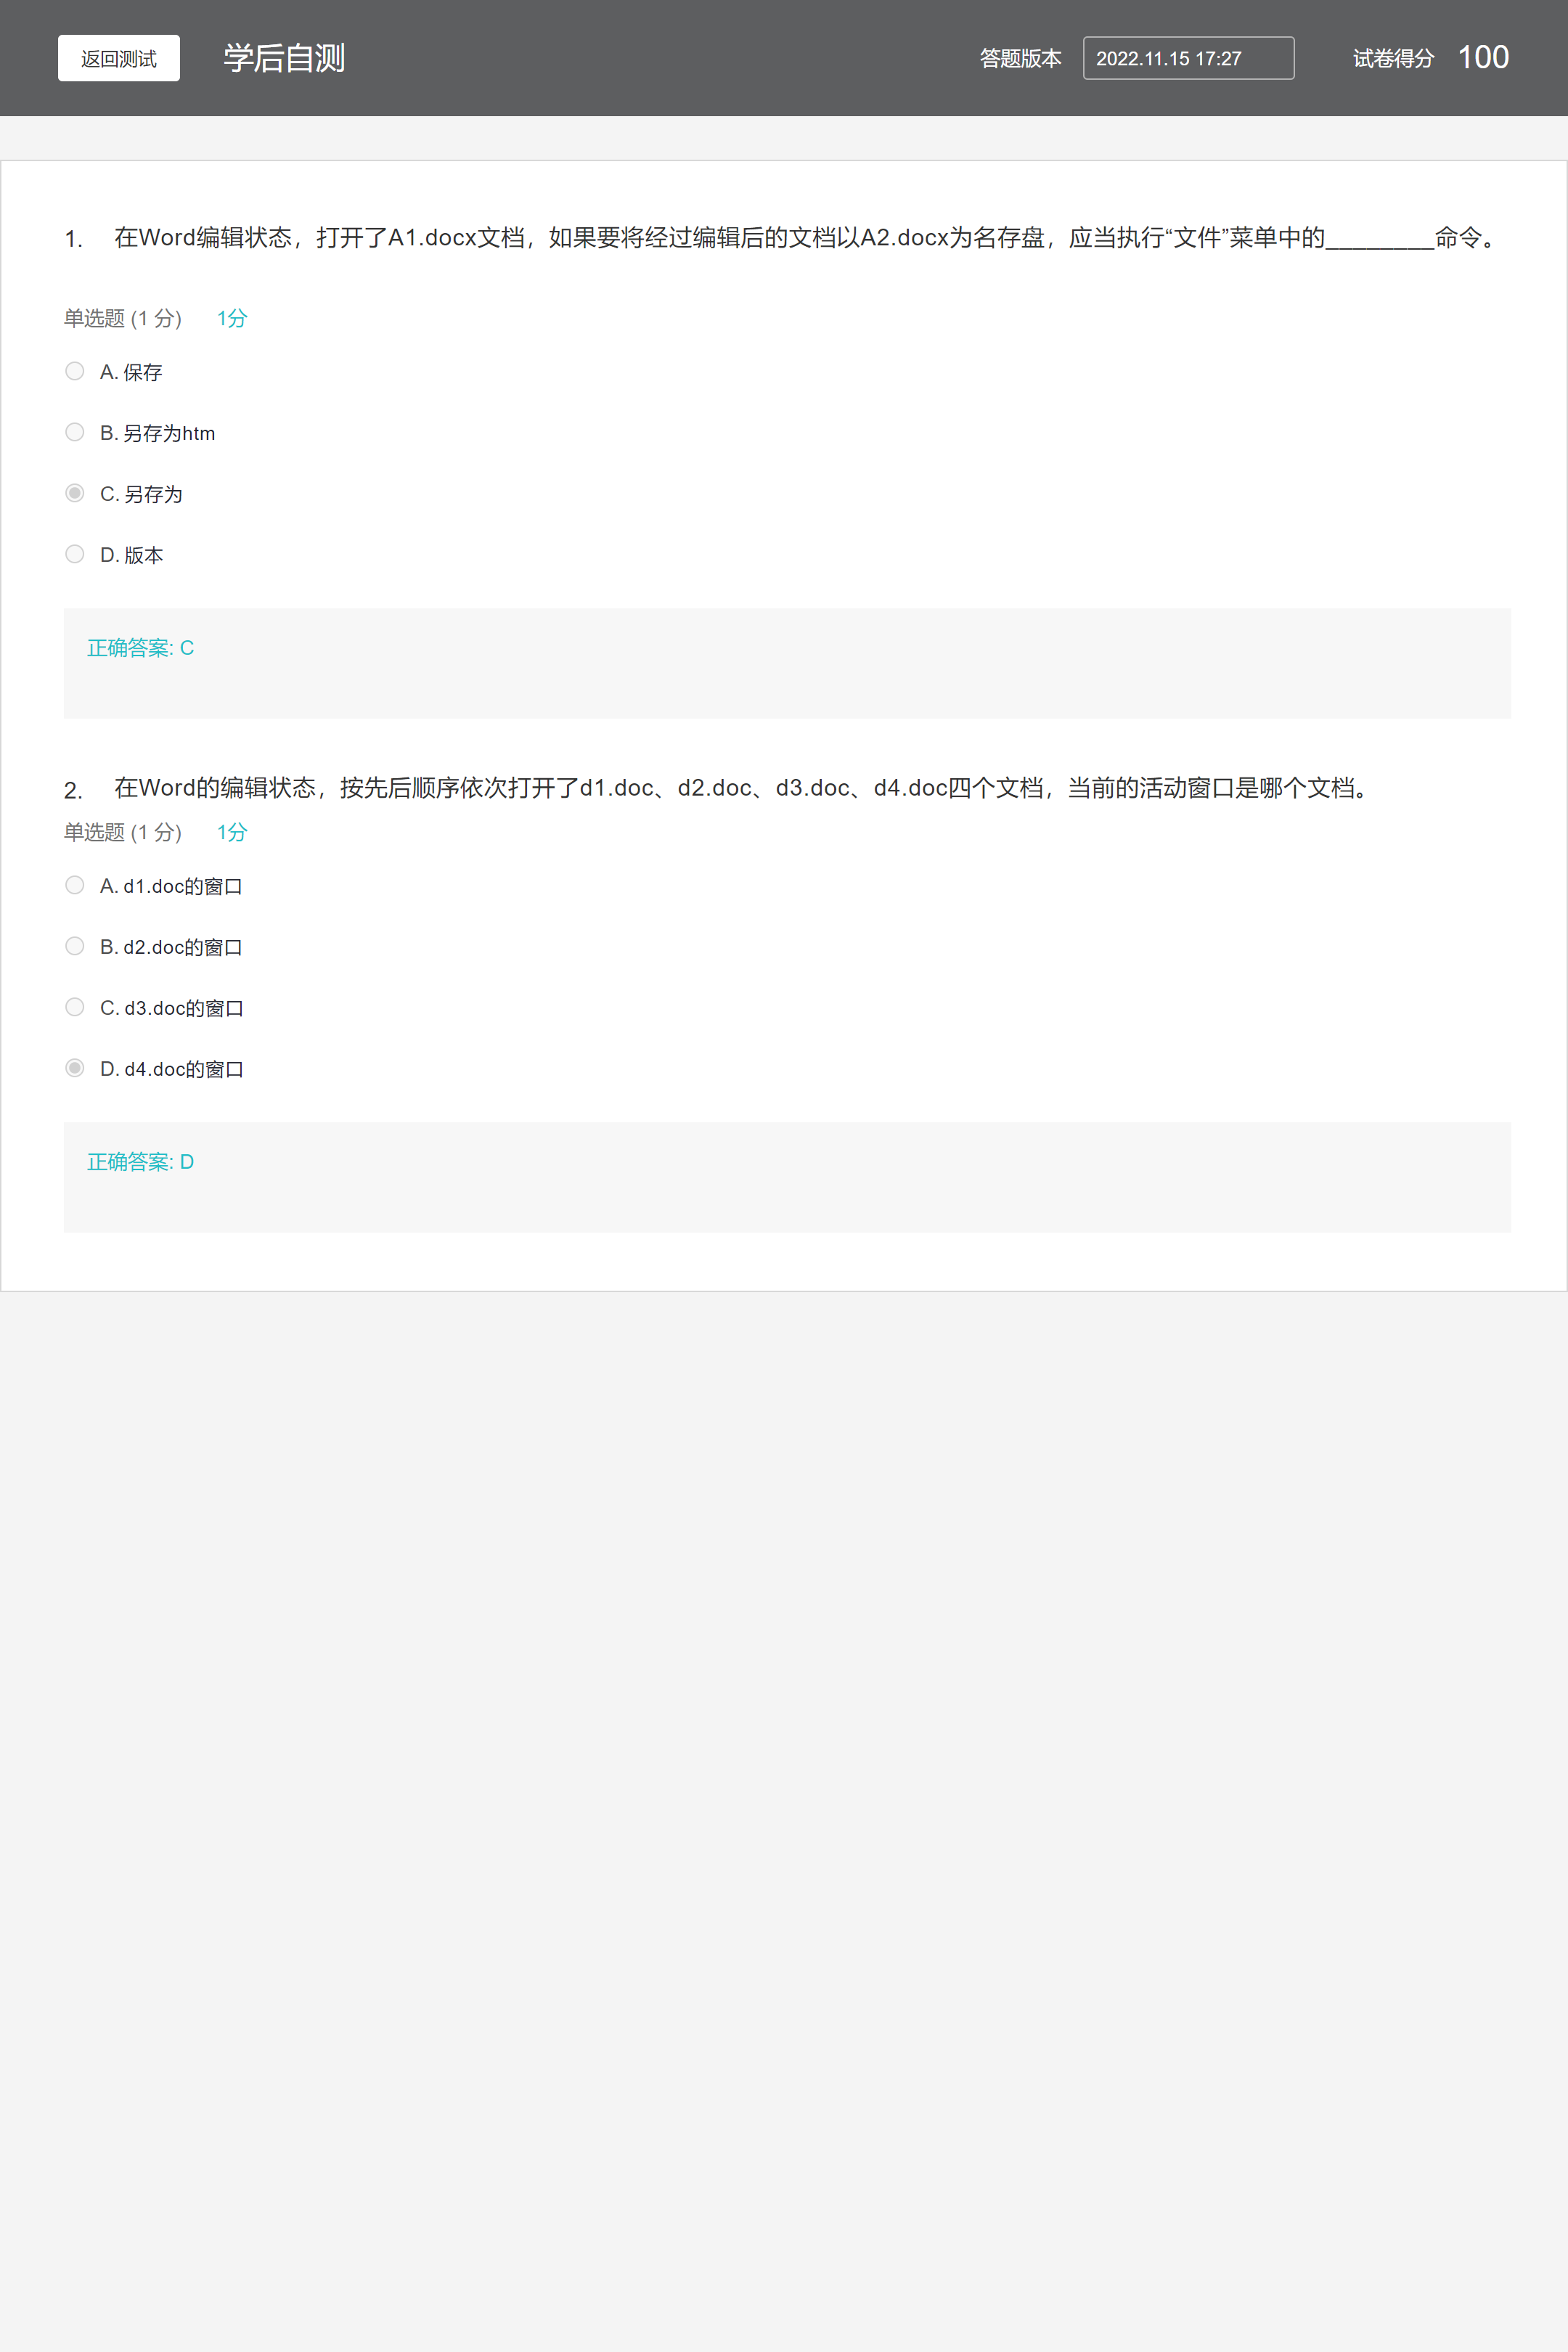 返回测试 学后自测 答题版本 2022.11.15 17:27 试卷得分 100
1. 在Word编辑状态，打开了A1.docx文档，如果要将经过编辑后的文档以A2.docx为名存盘，应当执行“文件”菜单中的________命令。
单选题 (1 分) 1分
A. 保存
B. 另存为htm
C. 另存为
D. 版本
正确答案: C
2. 在Word的编辑状态，按先后顺序依次打开了d1.doc、d2.doc、d3.doc、d4.doc四个文档，当前的活动窗口是哪个文档。
单选题 (1 分) 1分
A. d1.doc的窗口
B. d2.doc的窗口
C. d3.doc的窗口
D. d4.doc的窗口
正确答案: D